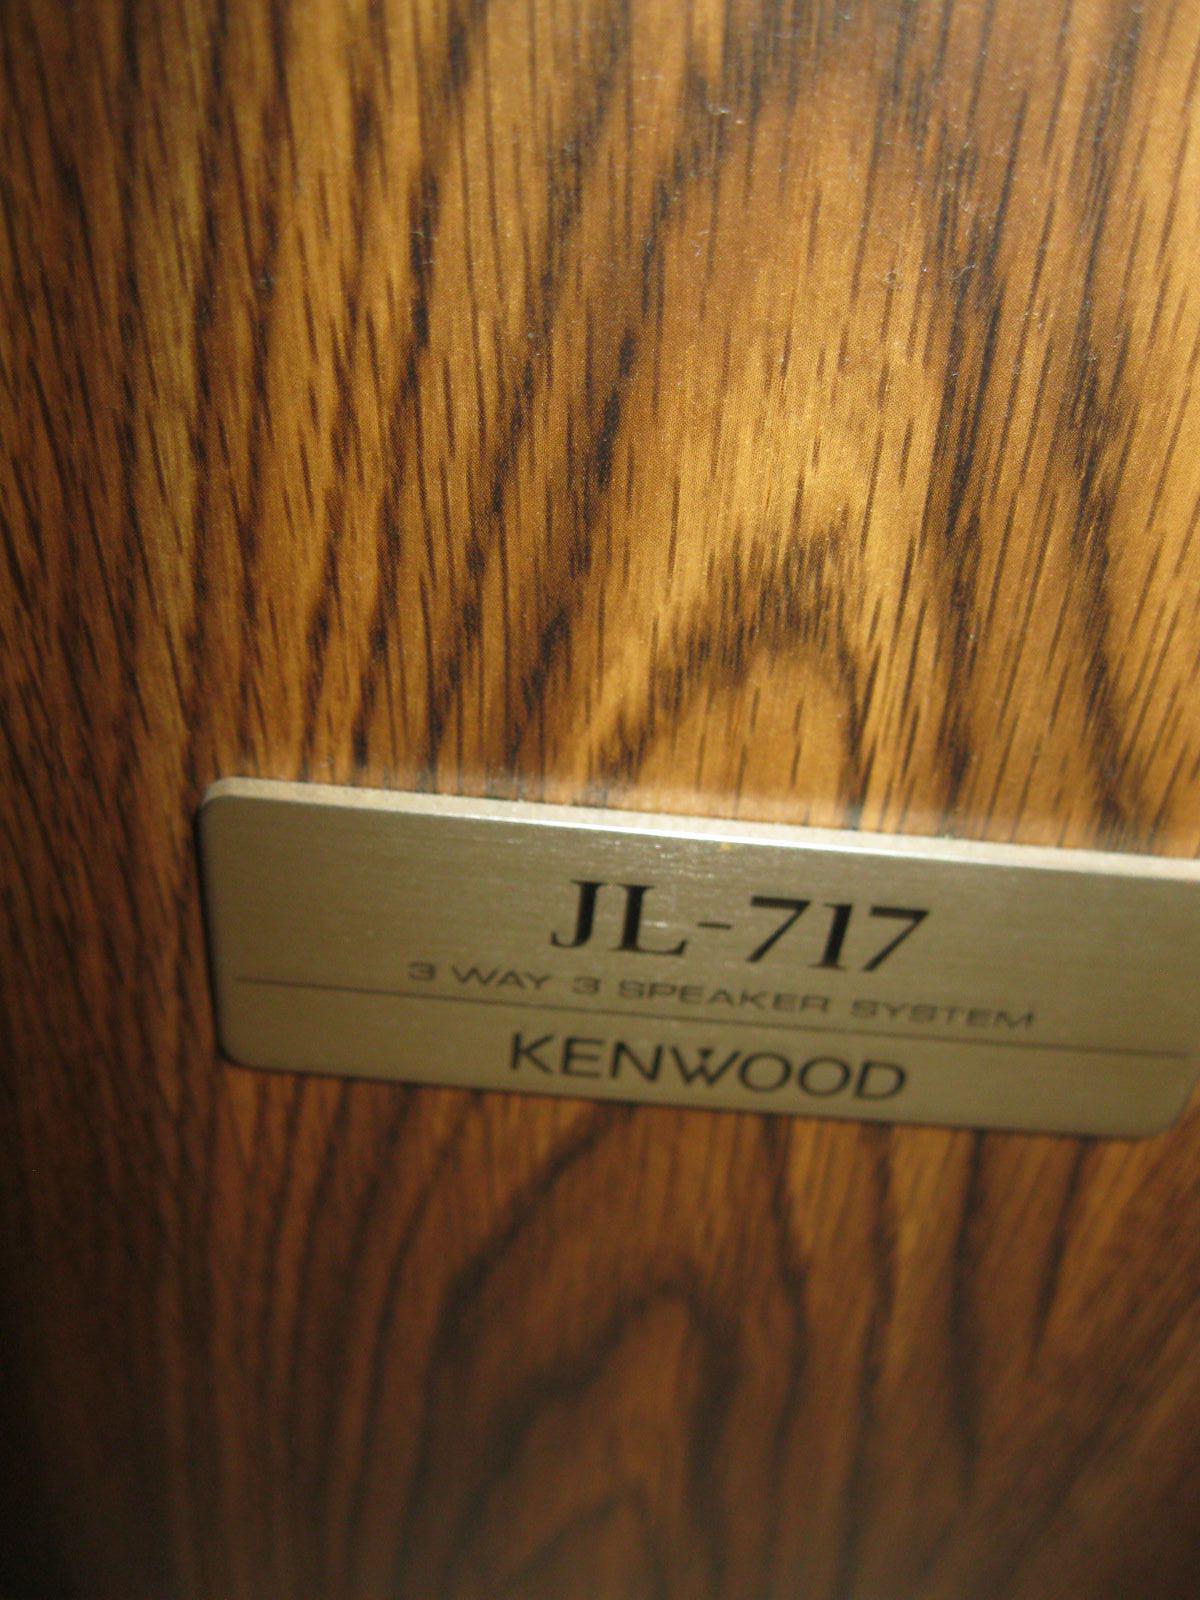 JL-717
3 WAY 3 SPEAKER SYSTEM
KENWOOD